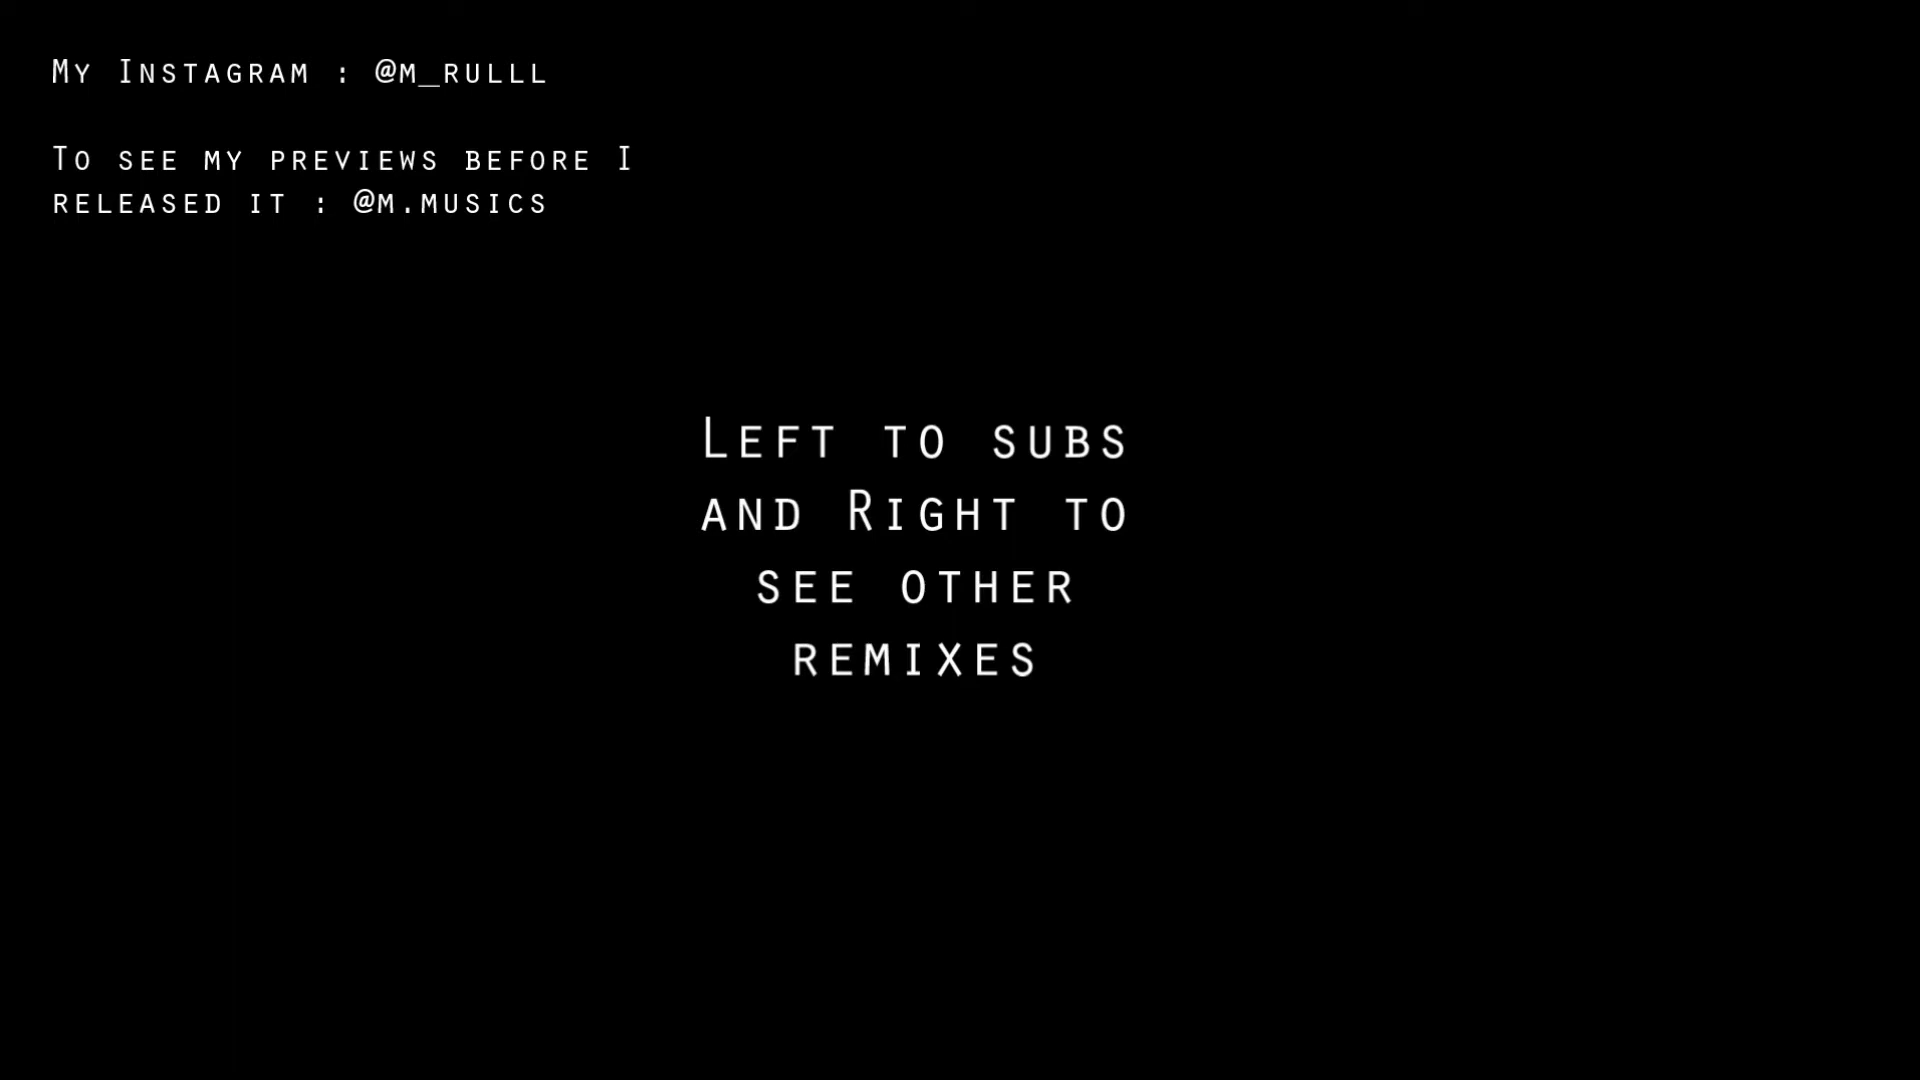 My Instagram : @m_rulll
To see my previews before I
released it : @m.musics
Left to subs
and Right to
see other
remixes